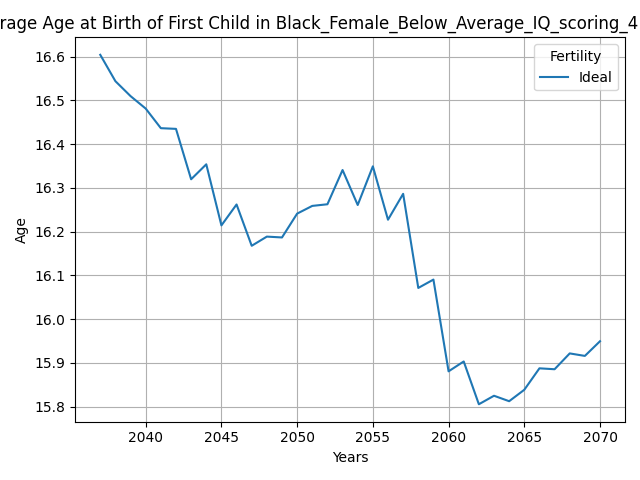 rage Age at Birth of First Child in Black_Female_Below_Average_IQ_scoring_4
Fertility
Ideal
16.6
16.5
16.4
16.3
16.2
16.1
16.0
15.9
15.8
Age
2040 2045 2050 2055 2060 2065 2070
Years